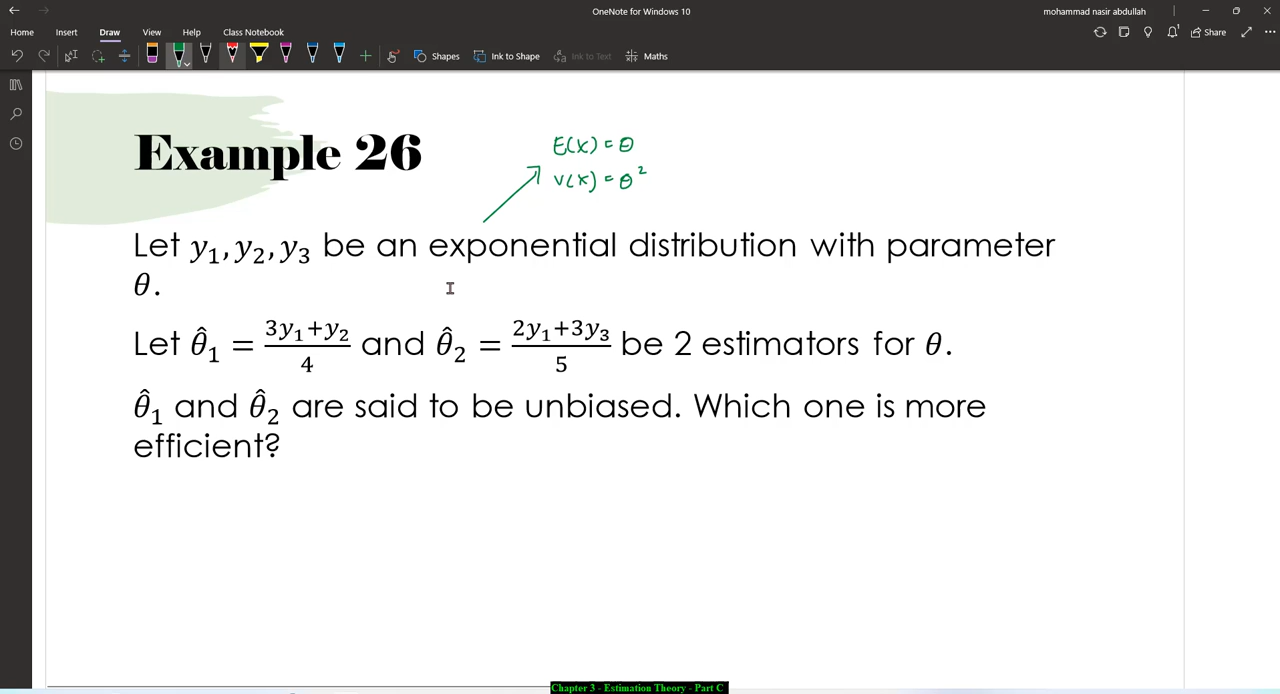 OneNote for Windows 10
mohammad nasir abdullah
Home Insert Draw View Help Class Notebook
Share
Shapes Ink to Shape Ink to Text Maths
Example 26
E(X) = θ
V(X) = θ²
Let y₁, y₂, y₃ be an exponential distribution with parameter
θ.
Let θ̂₁ = (3y₁+y₂)/4 and θ̂₂ = (2y₁+3y₃)/5 be 2 estimators for θ.
θ̂₁ and θ̂₂ are said to be unbiased. Which one is more
efficient?
Chapter 3 - Estimation Theory - Part C